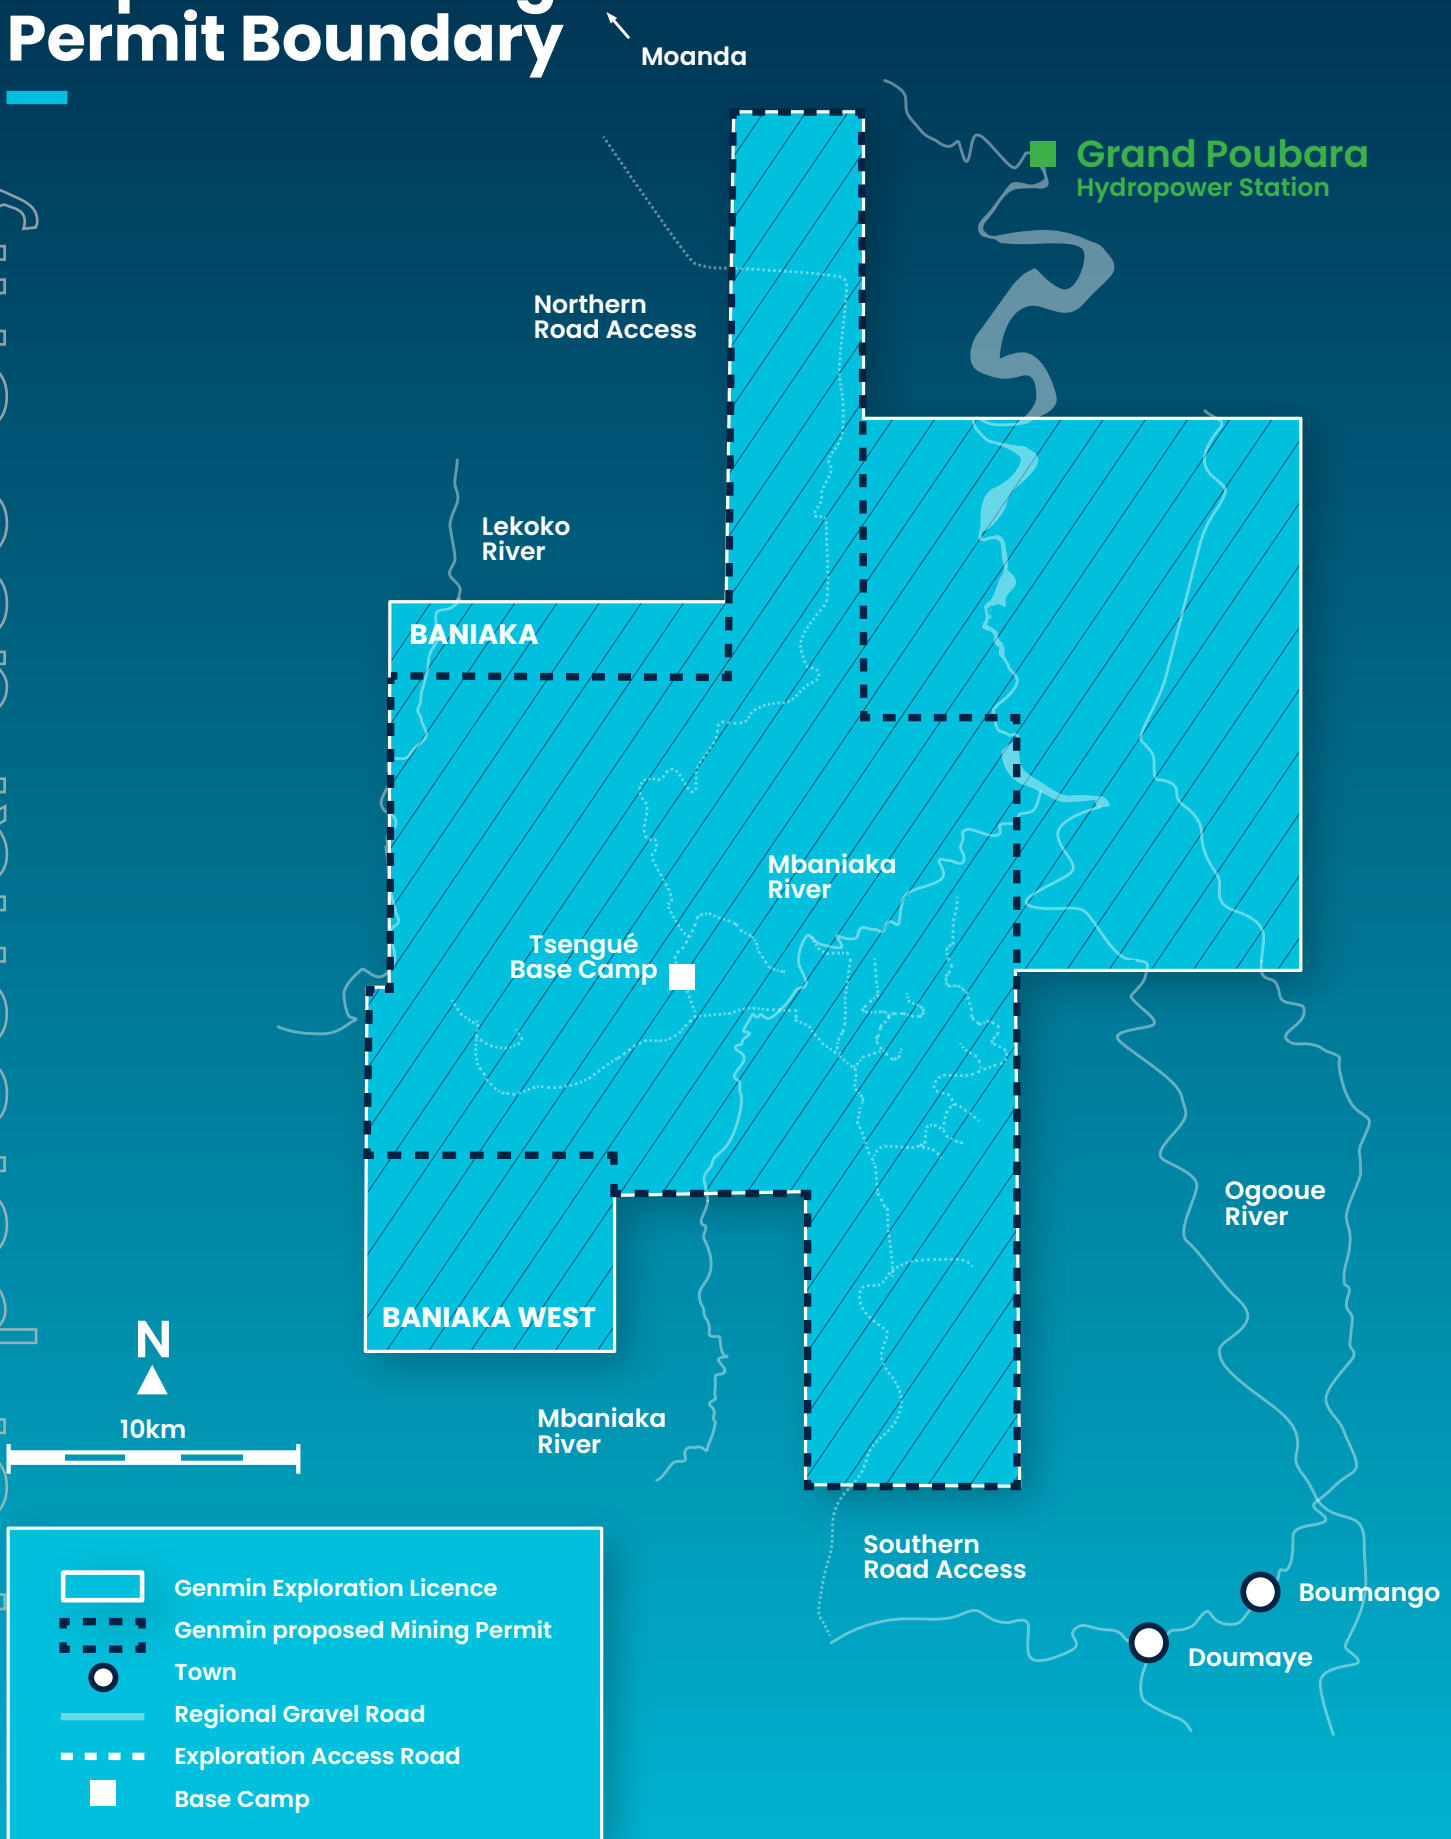 Permit Boundary
Moanda
Grand Poubara
Hydropower Station
Northern
Road Access
Lekoko
River
BANIAKA
Mbaniaka
River
Tsengué
Base Camp
Ogooue
River
BANIAKA WEST
N
10km
Mbaniaka
River
Southern
Road Access
Boumango
Doumaye
Genmin Exploration Licence
Genmin proposed Mining Permit
Town
Regional Gravel Road
Exploration Access Road
Base Camp